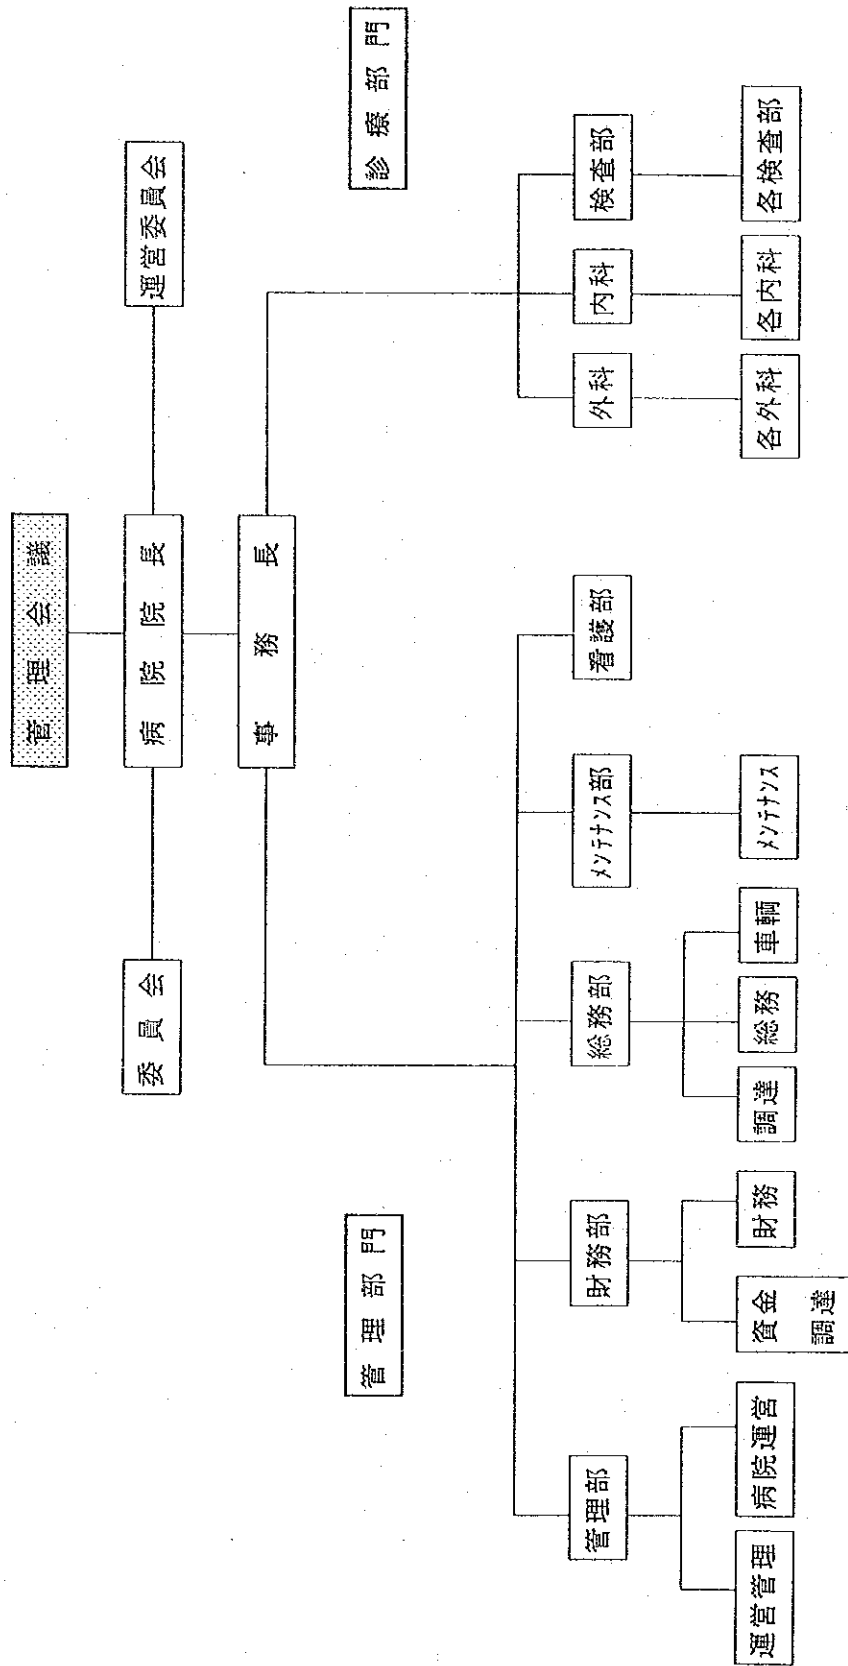 管理会議
委員会
病院院長
運営委員会
事務長
管理部門
診療部門
管理部
財務部
総務部
メンテナンス部
看護部
外科
内科
検査部
運営管理
病院運営
資金
調達
財務
調達
総務
車輌
メンテナンス
各外科
各内科
各検査部